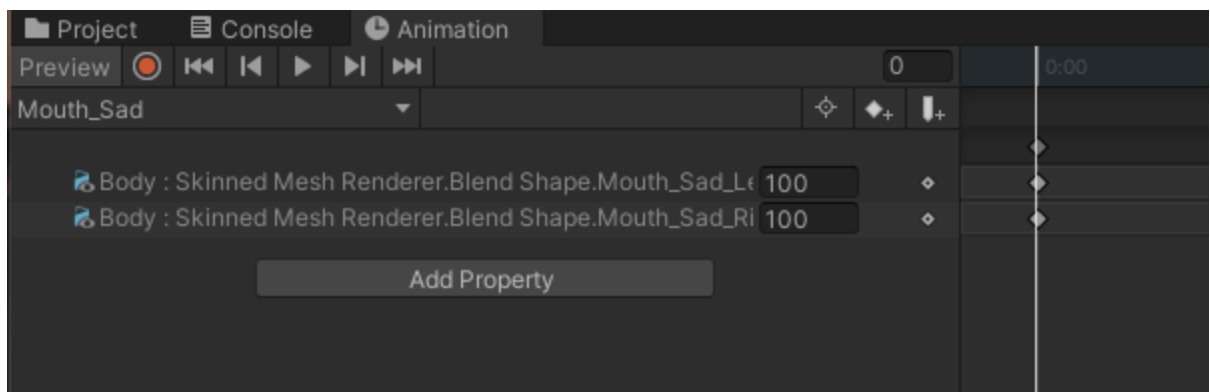 Project Console Animation
Preview 0 0:00
Mouth_Sad
Body : Skinned Mesh Renderer.Blend Shape.Mouth_Sad_Le 100
Body : Skinned Mesh Renderer.Blend Shape.Mouth_Sad_Ri 100
Add Property